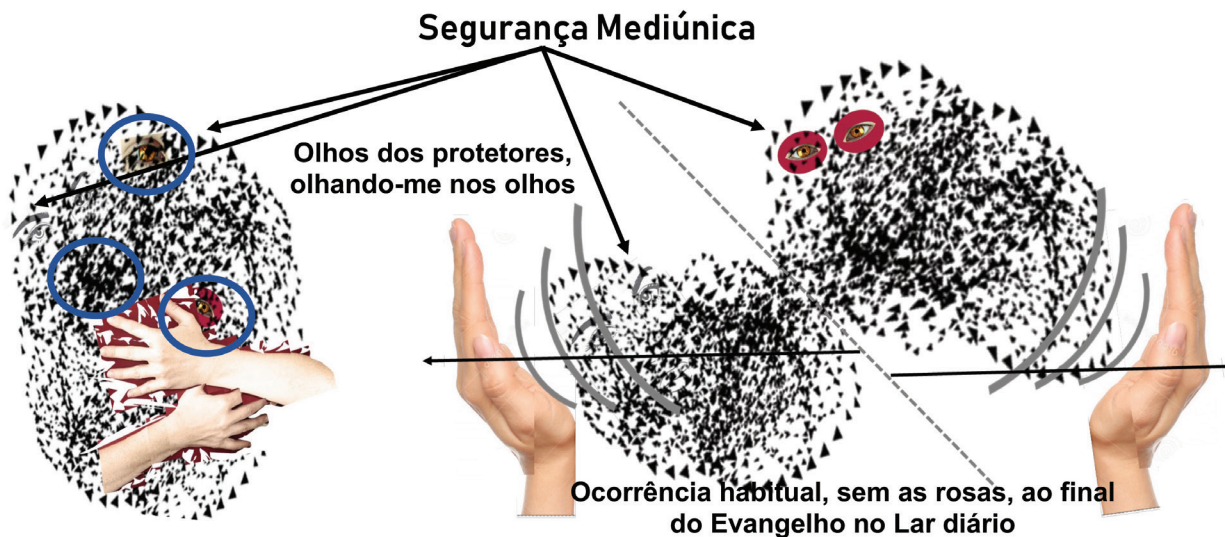 Segurança Mediúnica
Olhos dos protetores,
olhando-me nos olhos
Ocorrência habitual, sem as rosas, ao final
do Evangelho no Lar diário